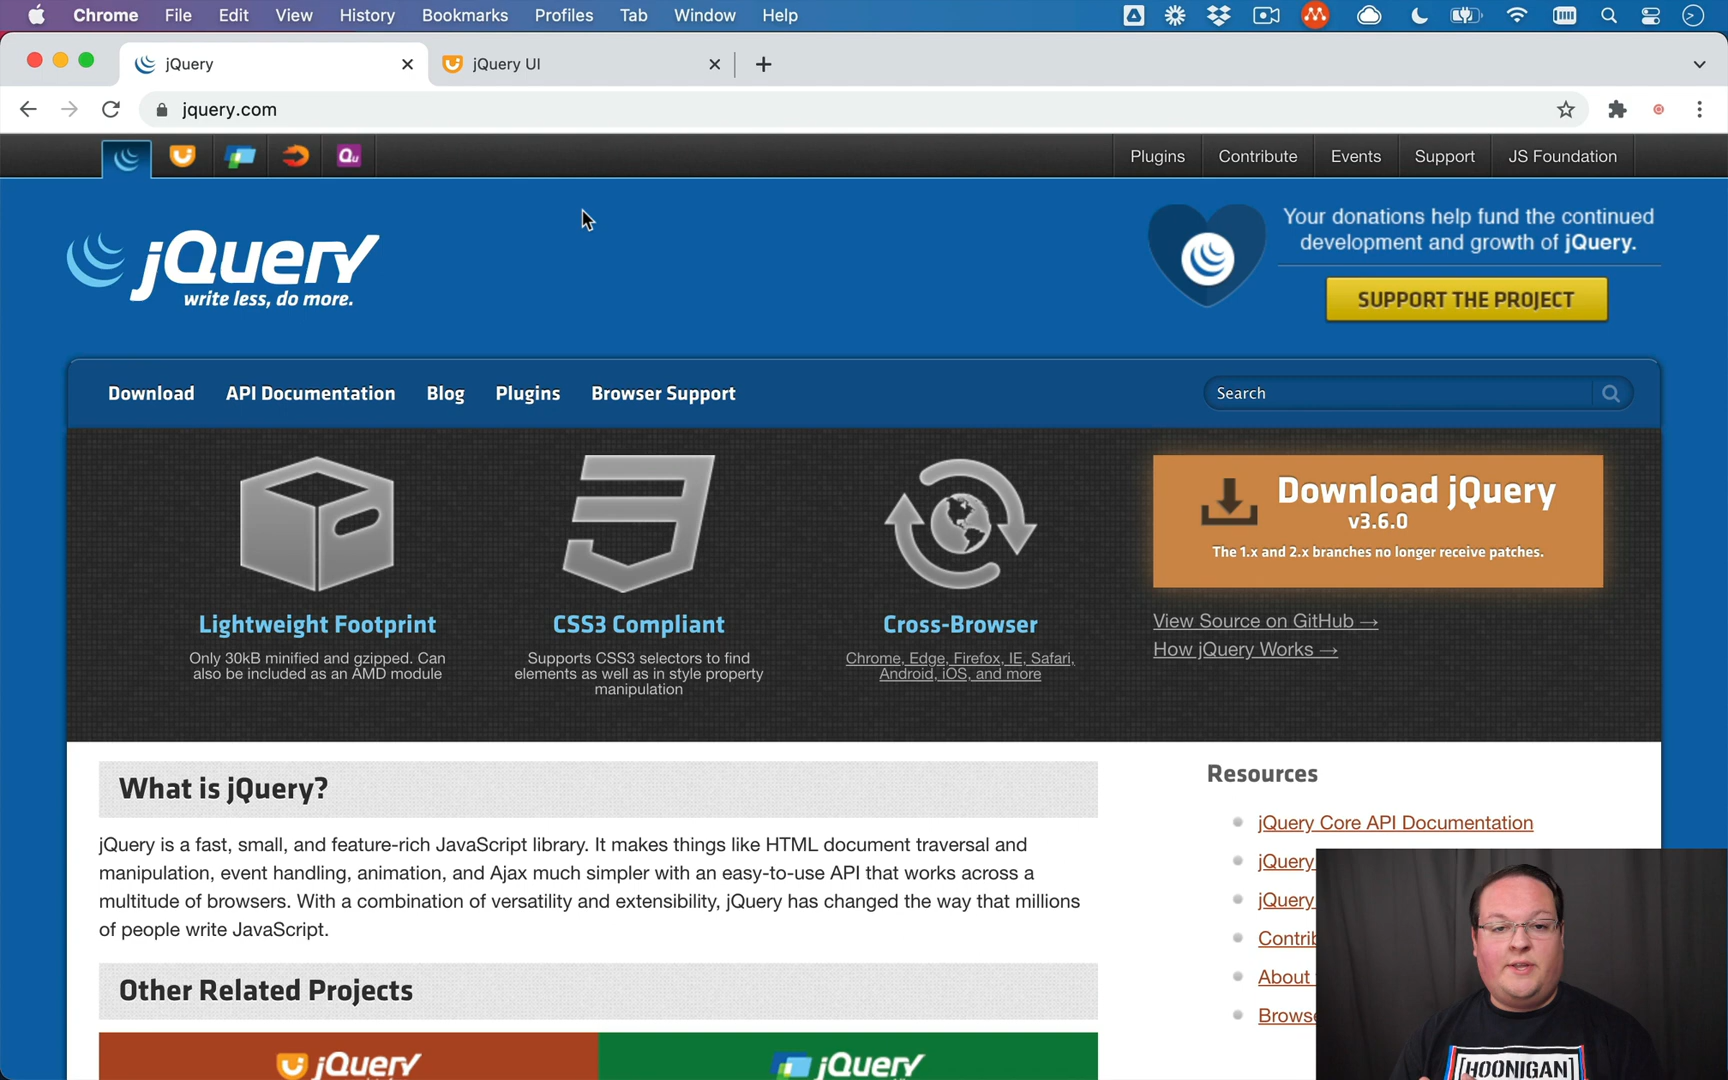 Chrome File Edit View History Bookmarks Profiles Tab Window Help
jQuery
jQuery UI
jquery.com
Qu
Plugins
Contribute
Events
Support
JS Foundation
jQuery
write less, do more.
Your donations help fund the continued
development and growth of jQuery.
SUPPORT THE PROJECT
Download
API Documentation
Blog
Plugins
Browser Support
Search
Lightweight Footprint
Only 30kB minified and gzipped. Can
also be included as an AMD module
CSS3 Compliant
Supports CSS3 selectors to find
elements as well as in style property
manipulation
Cross-Browser
Chrome, Edge, Firefox, IE, Safari,
Android, iOS, and more
Download jQuery
v3.6.0
The 1.x and 2.x branches no longer receive patches.
View Source on GitHub →
How jQuery Works →
What is jQuery?
jQuery is a fast, small, and feature-rich JavaScript library. It makes things like HTML document traversal and
manipulation, event handling, animation, and Ajax much simpler with an easy-to-use API that works across a
multitude of browsers. With a combination of versatility and extensibility, jQuery has changed the way that millions
of people write JavaScript.
Other Related Projects
jQuery
jQuery
Resources
jQuery Core API Documentation
jQuery
jQuery
Contrib
About
Browse
[HOONIGAN]